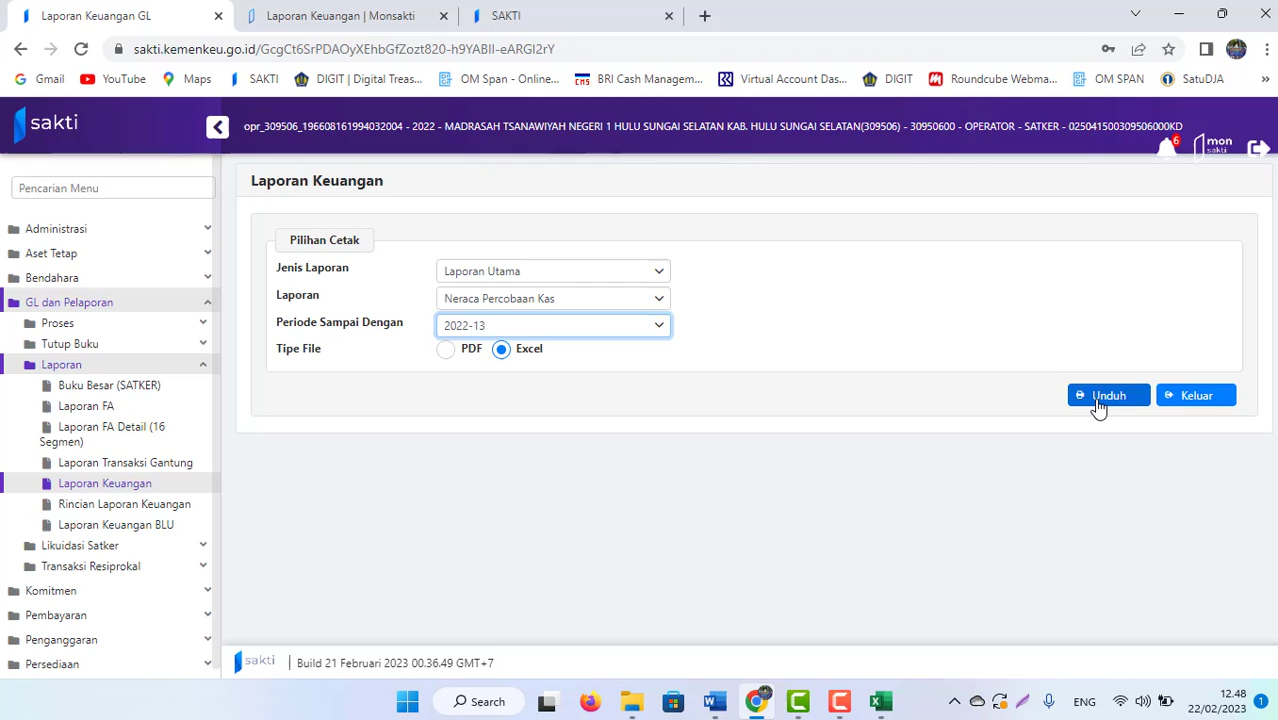 Laporan Keuangan GL
Laporan Keuangan | Monsakti
SAKTI
sakti.kemenkeu.go.id/GcgCt6SrPDAOyXEhbGfZozt820-h9YABlI-eARGI2rY
Gmail
YouTube
Maps
SAKTI
DIGIT | Digital Treas...
OM Span - Online...
CMS
BRI Cash Managem...
Virtual Account Das...
DIGIT
Roundcube Webma...
OM SPAN
SatuDJA
sakti
opr_309506_196608161994032004 - 2022 - MADRASAH TSANAWIYAH NEGERI 1 HULU SUNGAI SELATAN KAB. HULU SUNGAI SELATAN(309506) - 30950600 - OPERATOR - SATKER - 025041500309506000KD
6
mon
sakti
Pencarian Menu
Administrasi
Aset Tetap
Bendahara
GL dan Pelaporan
Proses
Tutup Buku
Laporan
Buku Besar (SATKER)
Laporan FA
Laporan FA Detail (16
Segmen)
Laporan Transaksi Gantung
Laporan Keuangan
Rincian Laporan Keuangan
Laporan Keuangan BLU
Likuidasi Satker
Transaksi Resiprokal
Komitmen
Pembayaran
Penganggaran
Persediaan
Laporan Keuangan
Pilihan Cetak
Jenis Laporan
Laporan Utama
Laporan
Neraca Percobaan Kas
Periode Sampai Dengan
2022-13
Tipe File
PDF
Excel
Unduh
Keluar
sakti
Build 21 Februari 2023 00.36.49 GMT+7
Search
ENG
12.48
22/02/2023
1